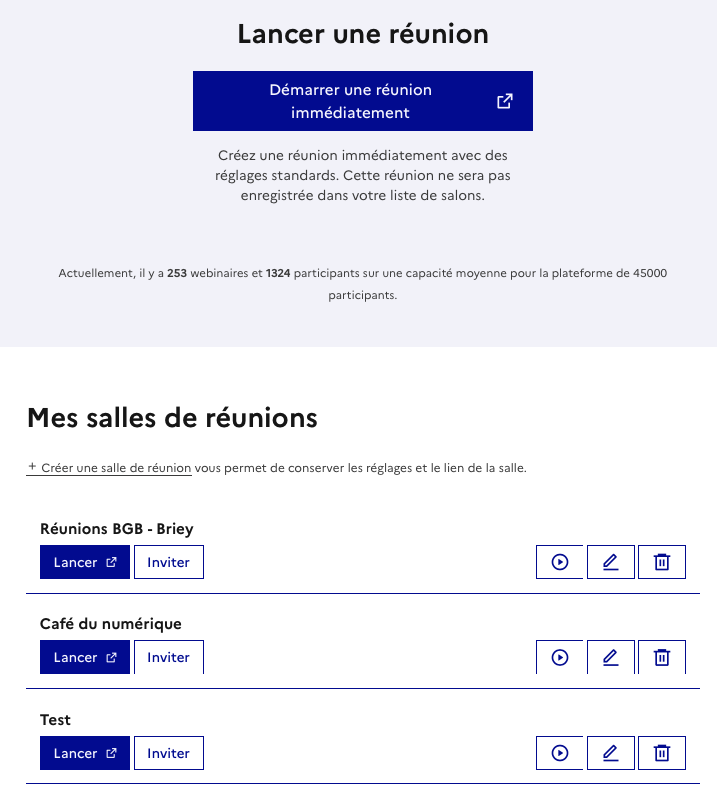 Lancer une réunion
Démarrer une réunion
immédiatement
Créez une réunion immédiatement avec des
réglages standards. Cette réunion ne sera pas
enregistrée dans votre liste de salons.
Actuellement, il y a 253 webinaires et 1324 participants sur une capacité moyenne pour la plateforme de 45000
participants.
Mes salles de réunions
+ Créer une salle de réunion vous permet de conserver les réglages et le lien de la salle.
Réunions BGB - Briey
Lancer Inviter
Café du numérique
Lancer Inviter
Test
Lancer Inviter